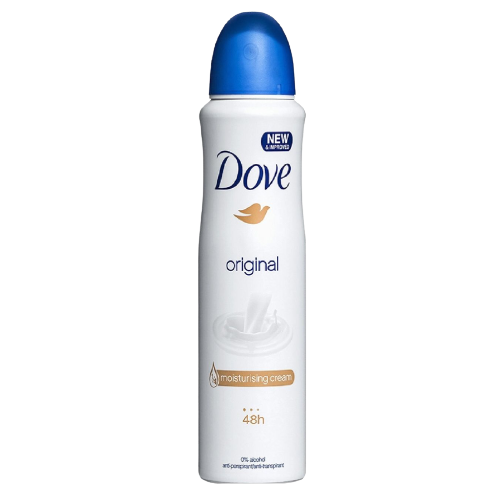 NEW
& IMPROVED
Dove
original
moisturising cream
48h
0% alcohol
anti-perspirant/anti-transpirant